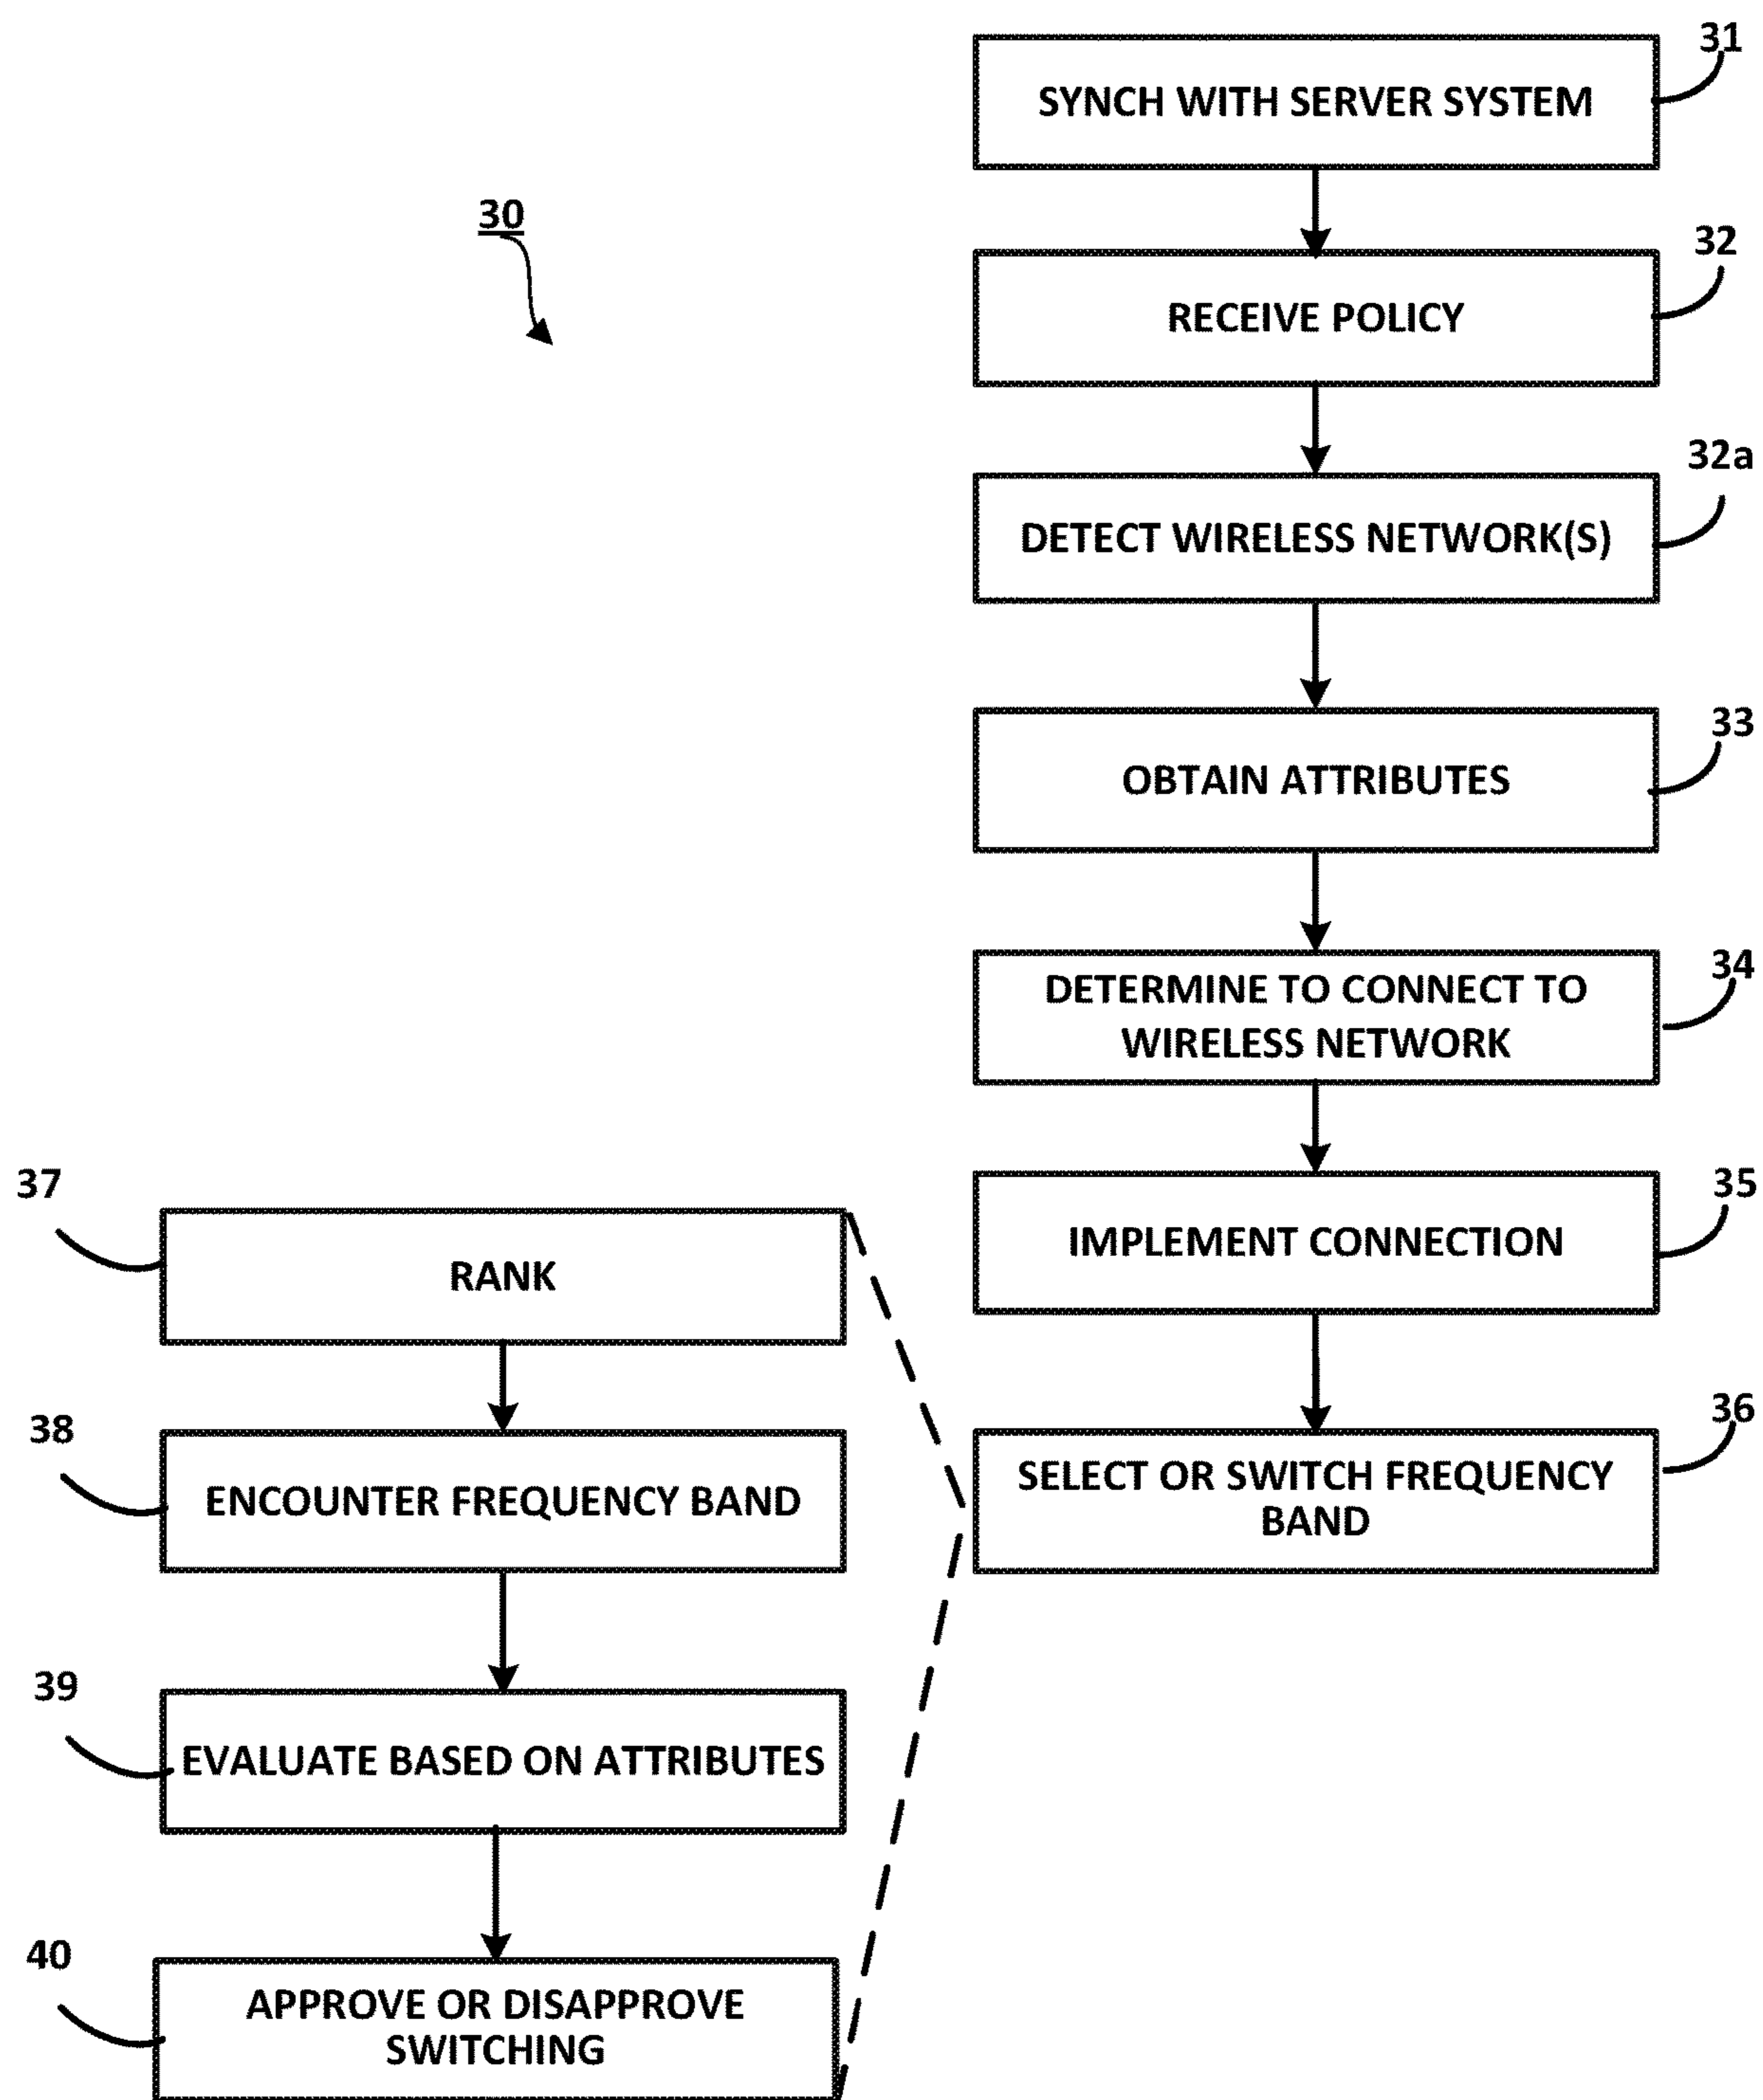 31
SYNCH WITH SERVER SYSTEM
30
32
RECEIVE POLICY
32a
DETECT WIRELESS NETWORK(S)
33
OBTAIN ATTRIBUTES
34
DETERMINE TO CONNECT TO
WIRELESS NETWORK
35
IMPLEMENT CONNECTION
36
SELECT OR SWITCH FREQUENCY
BAND
37
RANK
38
ENCOUNTER FREQUENCY BAND
39
EVALUATE BASED ON ATTRIBUTES
40
APPROVE OR DISAPPROVE
SWITCHING